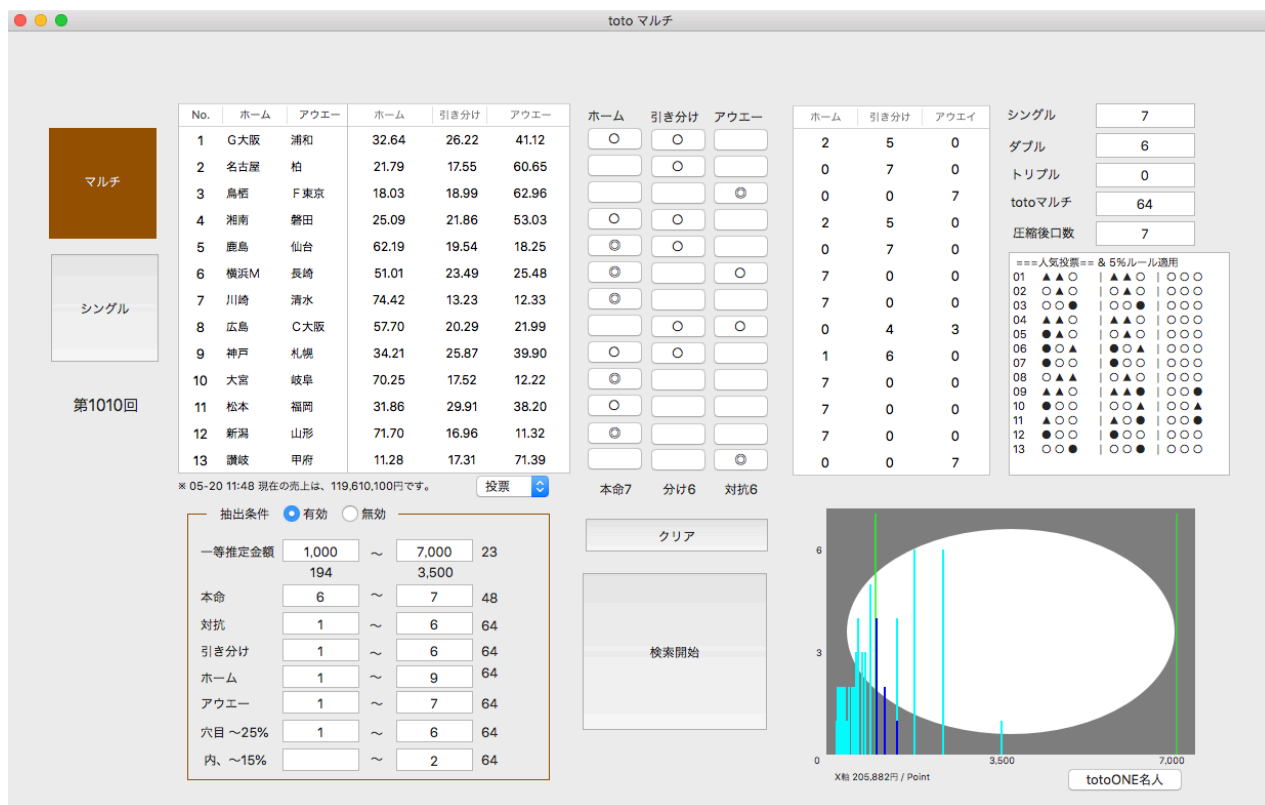 toto マルチ
マルチ
シングル
第1010回
No. ホーム アウエー ホーム 引き分け アウエー
1 G大阪 浦和 32.64 26.22 41.12
2 名古屋 柏 21.79 17.55 60.65
3 鳥栖 F東京 18.03 18.99 62.96
4 湘南 磐田 25.09 21.86 53.03
5 鹿島 仙台 62.19 19.54 18.25
6 横浜M 長崎 51.01 23.49 25.48
7 川崎 清水 74.42 13.23 12.33
8 広島 C大阪 57.70 20.29 21.99
9 神戸 札幌 34.21 25.87 39.90
10 大宮 岐阜 70.25 17.52 12.22
11 松本 福岡 31.86 29.91 38.20
12 新潟 山形 71.70 16.96 11.32
13 讃岐 甲府 11.28 17.31 71.39
※ 05-20 11:48 現在の売上は、119,610,100円です。
投票
ホーム 引き分け アウエー
○ ○
○
◎
○ ○
◎ ○
◎ ○
◎
○ ○
○ ○
◎
○
◎
◎
本命7 分け6 対抗6
クリア
検索開始
ホーム 引き分け アウエイ
2 5 0
0 7 0
0 0 7
2 5 0
0 7 0
7 0 0
7 0 0
0 4 3
1 6 0
7 0 0
7 0 0
7 0 0
0 0 7
シングル 7
ダブル 6
トリプル 0
totoマルチ 64
圧縮後口数 7
===人気投票== & 5%ルール適用
01 ▲▲○ | ▲▲○ | ○○○
02 ○▲○ | ○▲○ | ○○○
03 ○○● | ○○● | ○○○
04 ▲▲○ | ▲▲○ | ○○○
05 ●▲○ | ○▲○ | ○○○
06 ●○▲ | ●○▲ | ○○○
07 ●○○ | ●○○ | ○○○
08 ○▲▲ | ○▲○ | ○○○
09 ▲▲○ | ▲▲● | ○○●
10 ●○○ | ○○▲ | ○○▲
11 ▲○○ | ▲○● | ○○●
12 ●○○ | ●○○ | ○○○
13 ○○● | ○○● | ○○○
抽出条件 有効 無効
一等推定金額 1,000 ～ 7,000 23
194 3,500
本命 6 ～ 7 48
対抗 1 ～ 6 64
引き分け 1 ～ 6 64
ホーム 1 ～ 9 64
アウエー 1 ～ 7 64
穴目 ～25% 1 ～ 6 64
内、～15% ～ 2 64
6
3
0 3,500 7,000
X軸 205,882円 / Point
totoONE名人